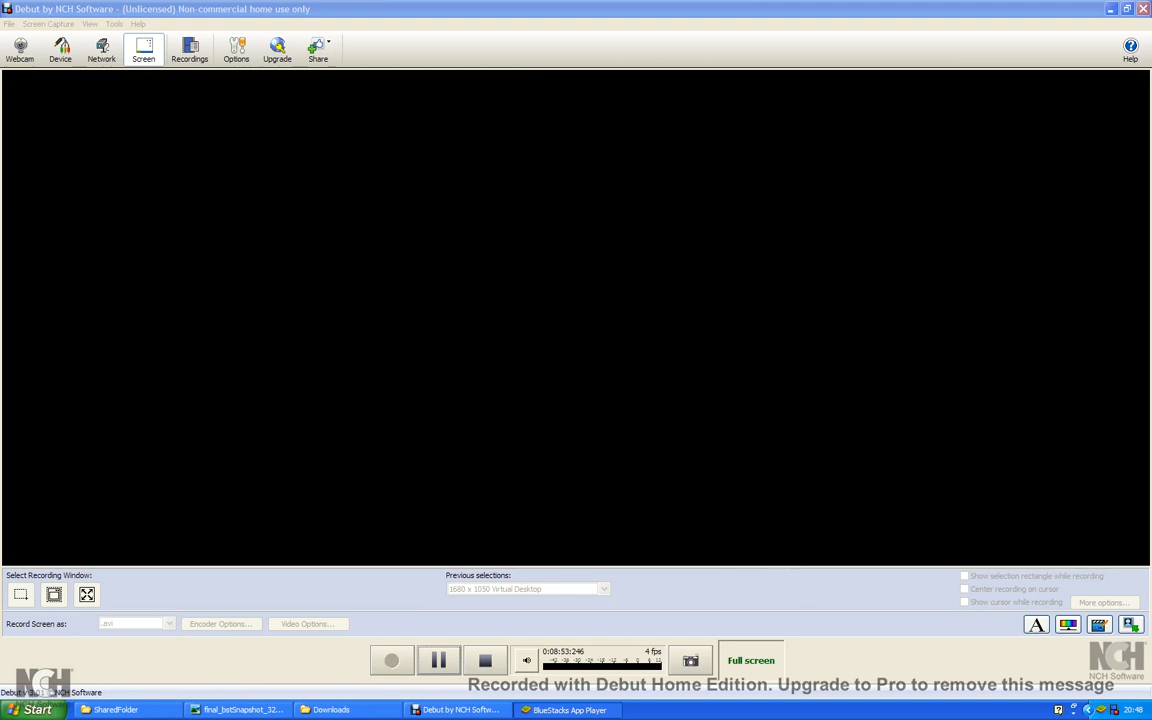 Debut by NCH Software - (Unlicensed) Non-commercial home use only
File Screen Capture View Tools Help
Webcam Device Network Screen Recordings Options Upgrade Share Help
Select Recording Window:
Previous selections:
1680 x 1050 Virtual Desktop
Show selection rectangle while recording
Center recording on cursor
Show cursor while recording
More options...
Record Screen as: .avi Encoder Options... Video Options...
A
0:08:53:246 4 fps
Full screen
NCH
NCH
NCH Software
Recorded with Debut Home Edition. Upgrade to Pro to remove this message
NCH Software
Start SharedFolder final_bstSnapshot_32... Downloads Debut by NCH Softw... BlueStacks App Player 20:48